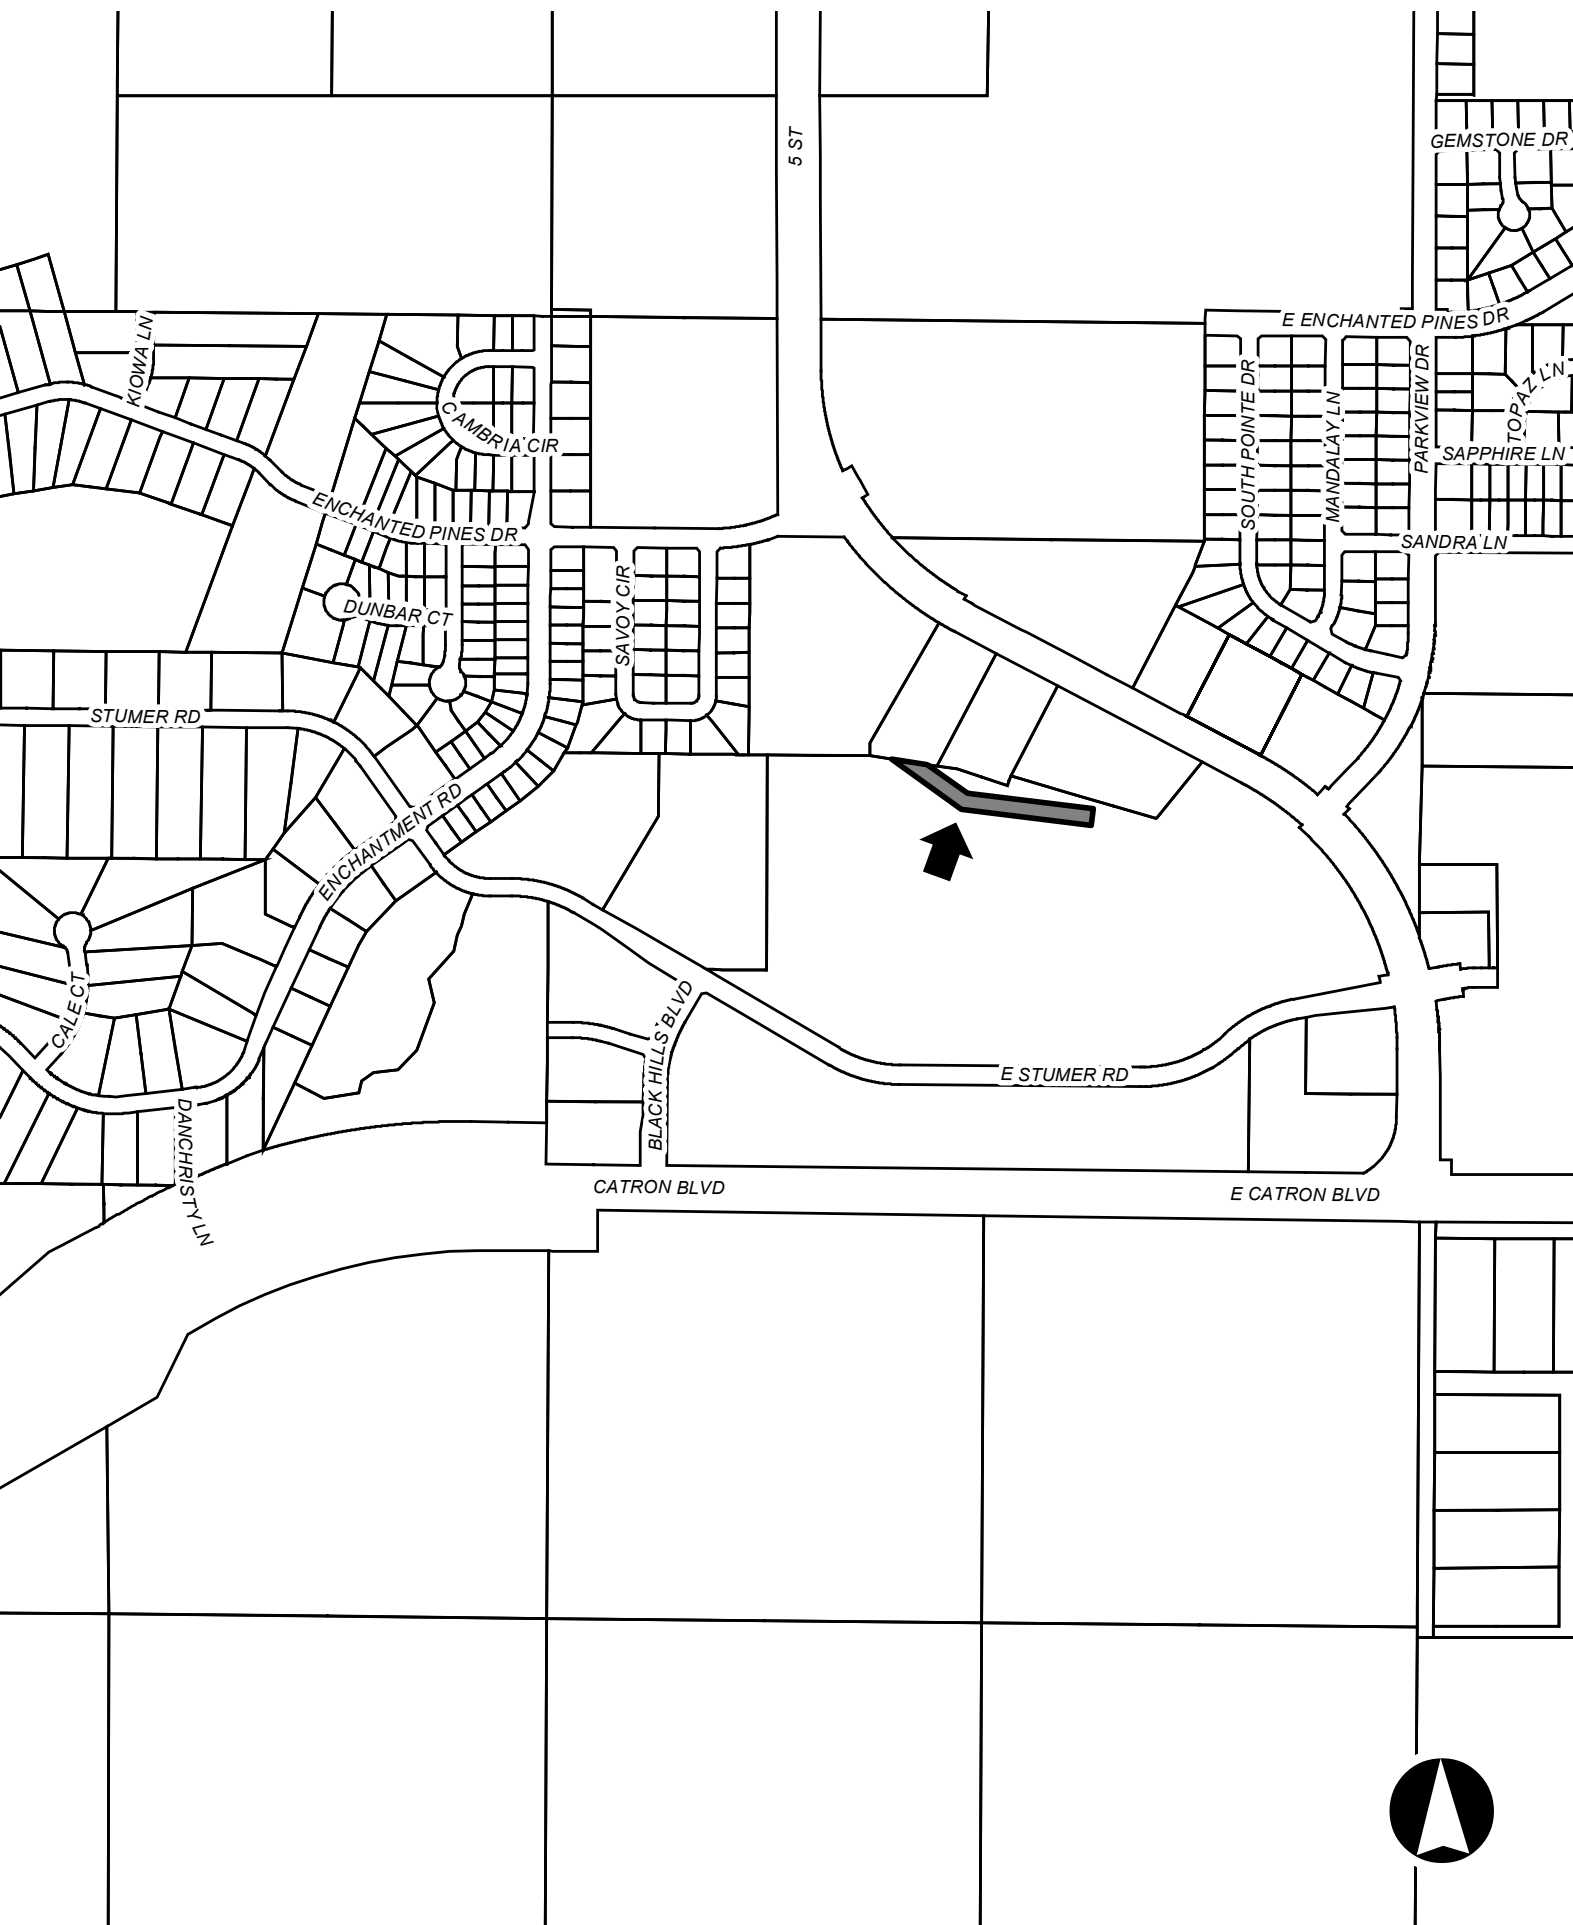 5 ST
GEMSTONE DR
KIOWA LN
E ENCHANTED PINES DR
SOUTH POINTE DR
MANDALAY LN
PARKVIEW DR
TOPAZ LN
CAMBRIA CIR
SAPPHIRE LN
ENCHANTED PINES DR
SANDRA LN
DUNBAR CT
SAVOY CIR
STUMER RD
ENCHANTMENT RD
CALE CT
BLACK HILLS BLVD
E STUMER RD
DANCHRISTY LN
CATRON BLVD
E CATRON BLVD